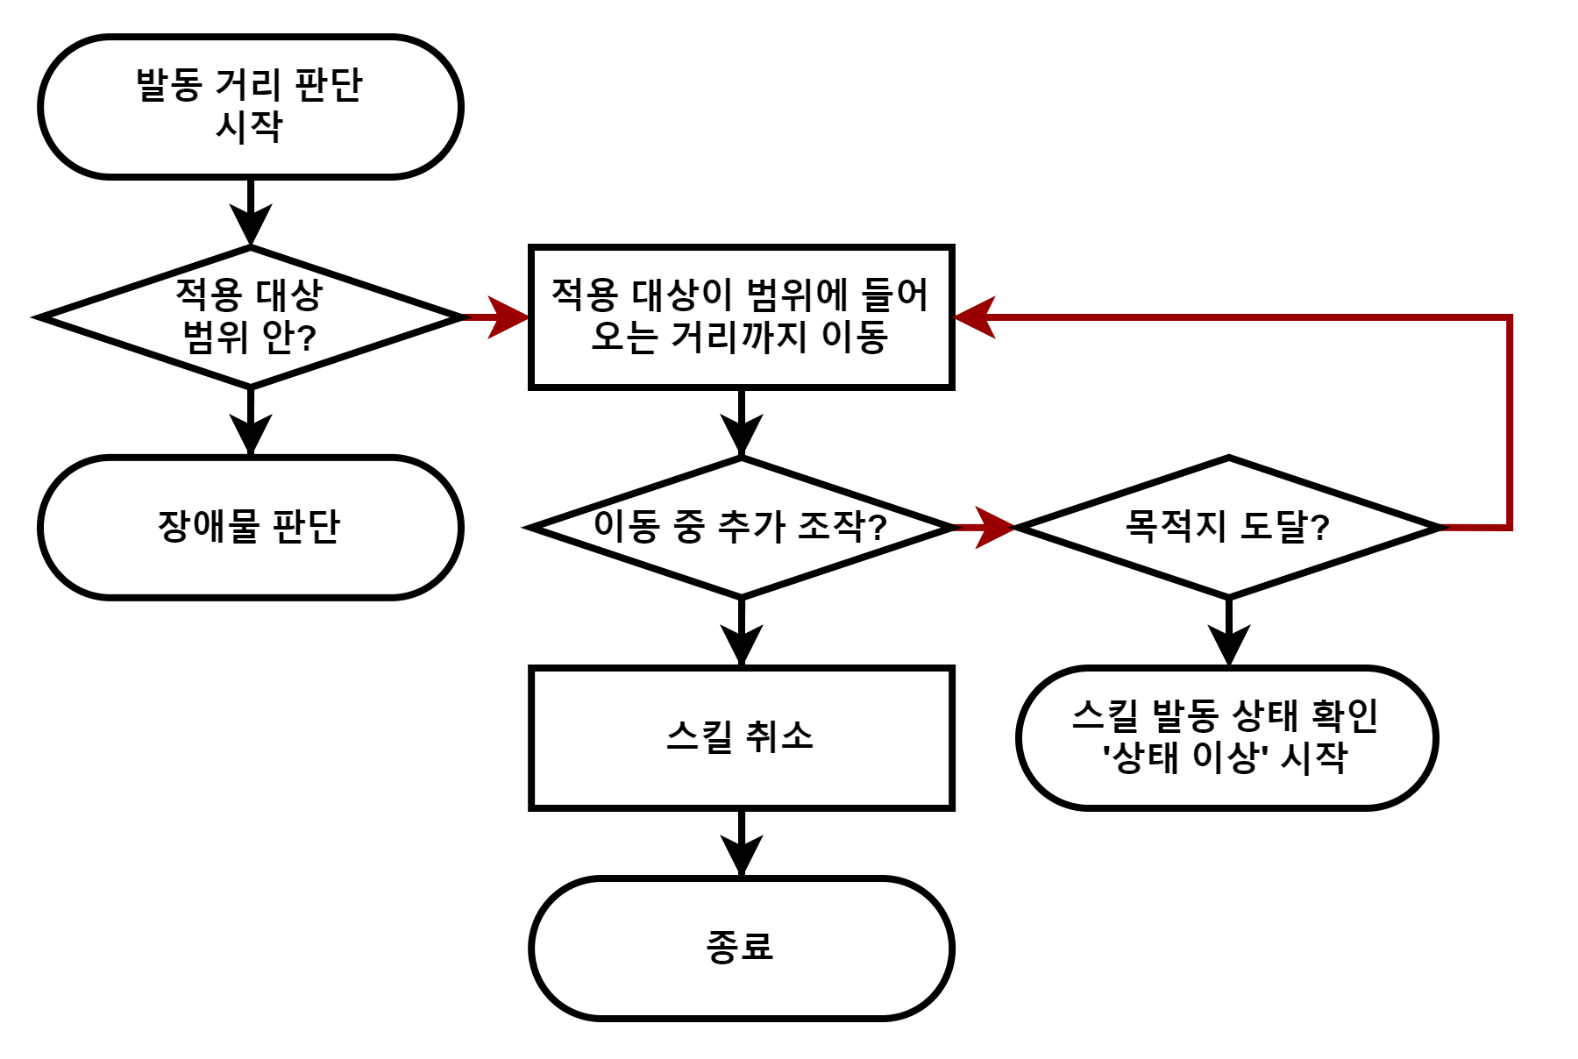 발동 거리 판단
시작
적용 대상
범위 안?
적용 대상이 범위에 들어
오는 거리까지 이동
장애물 판단
이동 중 추가 조작?
목적지 도달?
스킬 취소
스킬 발동 상태 확인
'상태 이상' 시작
종료